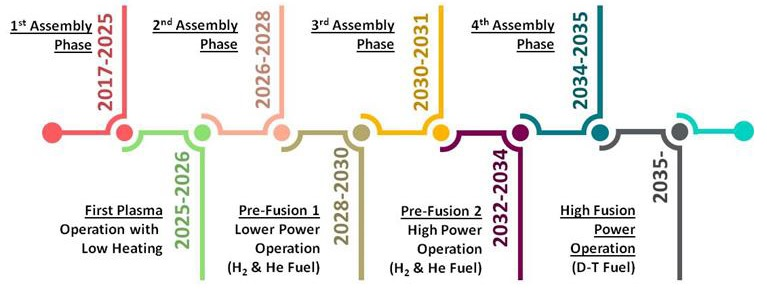 1st Assembly
Phase
2017-2025
2nd Assembly
Phase
2026-2028
3rd Assembly
Phase
2030-2031
4th Assembly
Phase
2034-2035
First Plasma
Operation with
Low Heating
2025-2026
Pre-Fusion 1
Lower Power
Operation
(H2 & He Fuel)
2028-2030
Pre-Fusion 2
High Power
Operation
(H2 & He Fuel)
2032-2034
High Fusion
Power
Operation
(D-T Fuel)
2035-